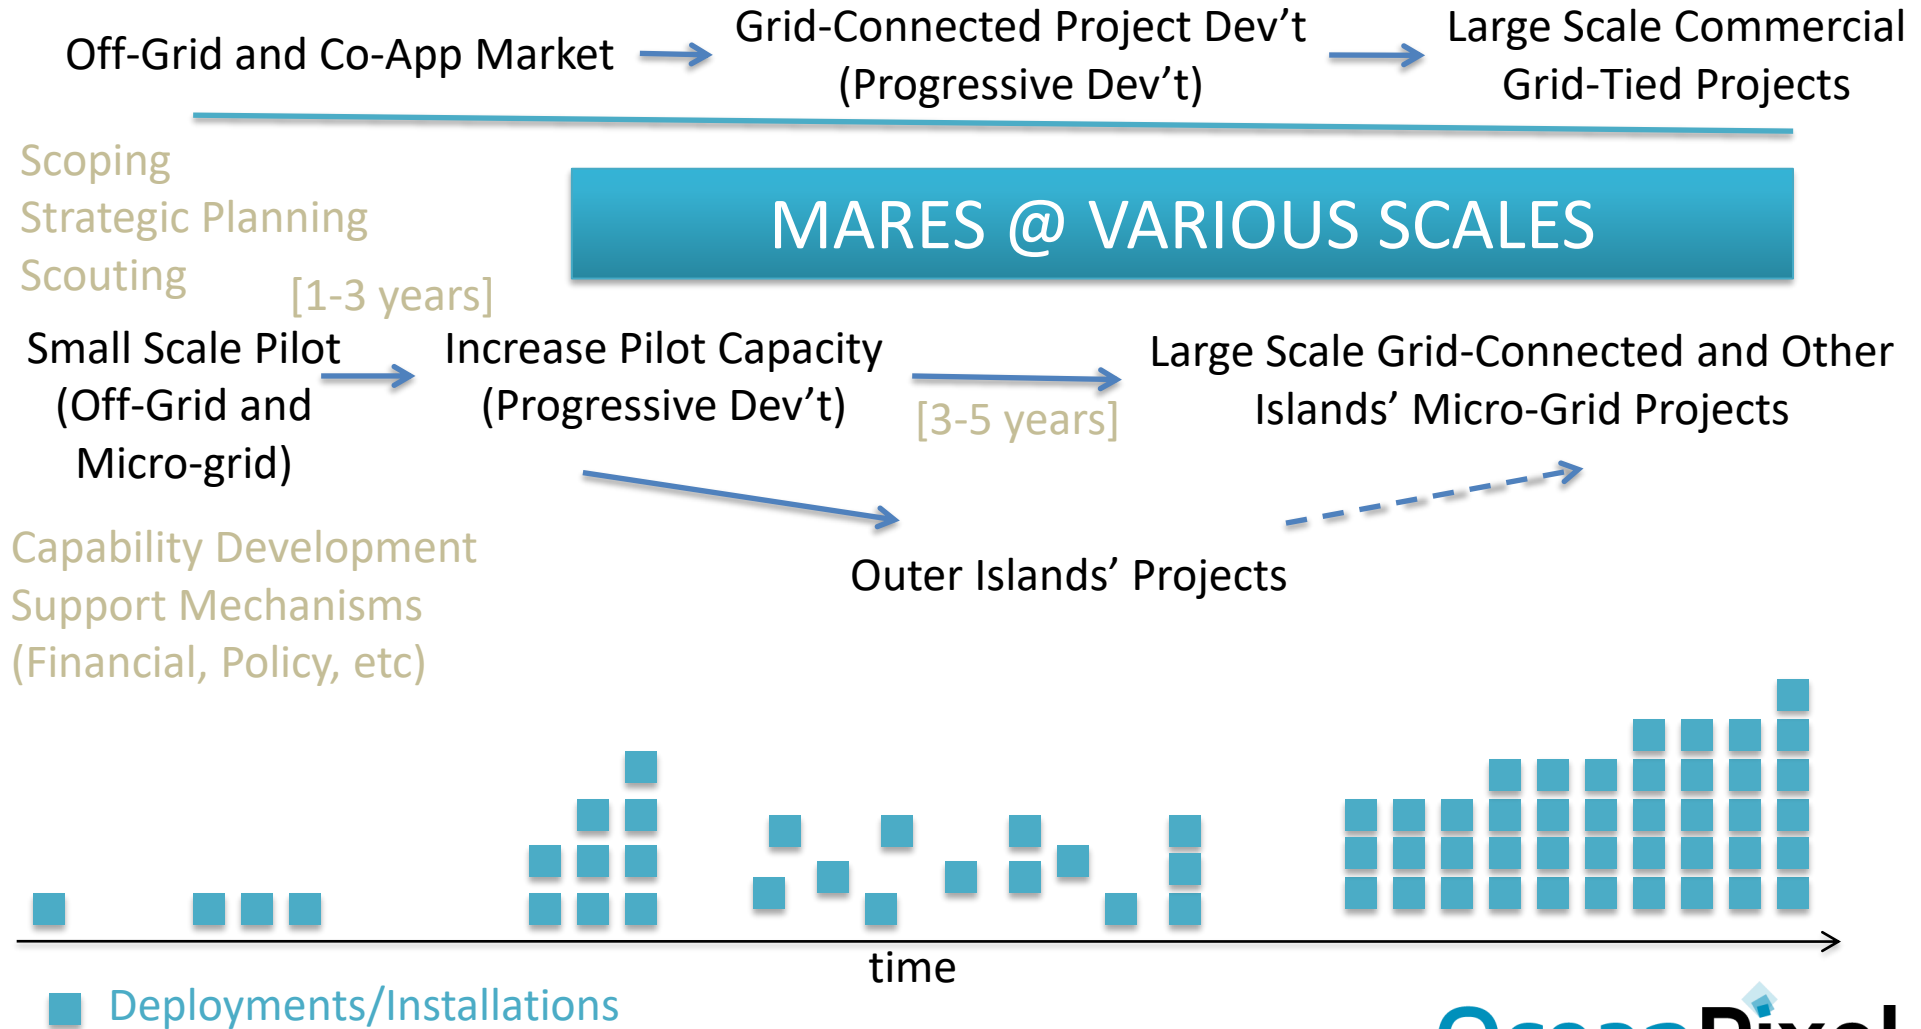 Off-Grid and Co-App Market
Grid-Connected Project Dev't
(Progressive Dev't)
Large Scale Commercial
Grid-Tied Projects
Scoping
Strategic Planning
Scouting
[1-3 years]
MARES @ VARIOUS SCALES
Small Scale Pilot
(Off-Grid and
Micro-grid)
Increase Pilot Capacity
(Progressive Dev't)
[3-5 years]
Large Scale Grid-Connected and Other
Islands' Micro-Grid Projects
Outer Islands' Projects
Capability Development
Support Mechanisms
(Financial, Policy, etc)
time
Deployments/Installations
OceanPixel